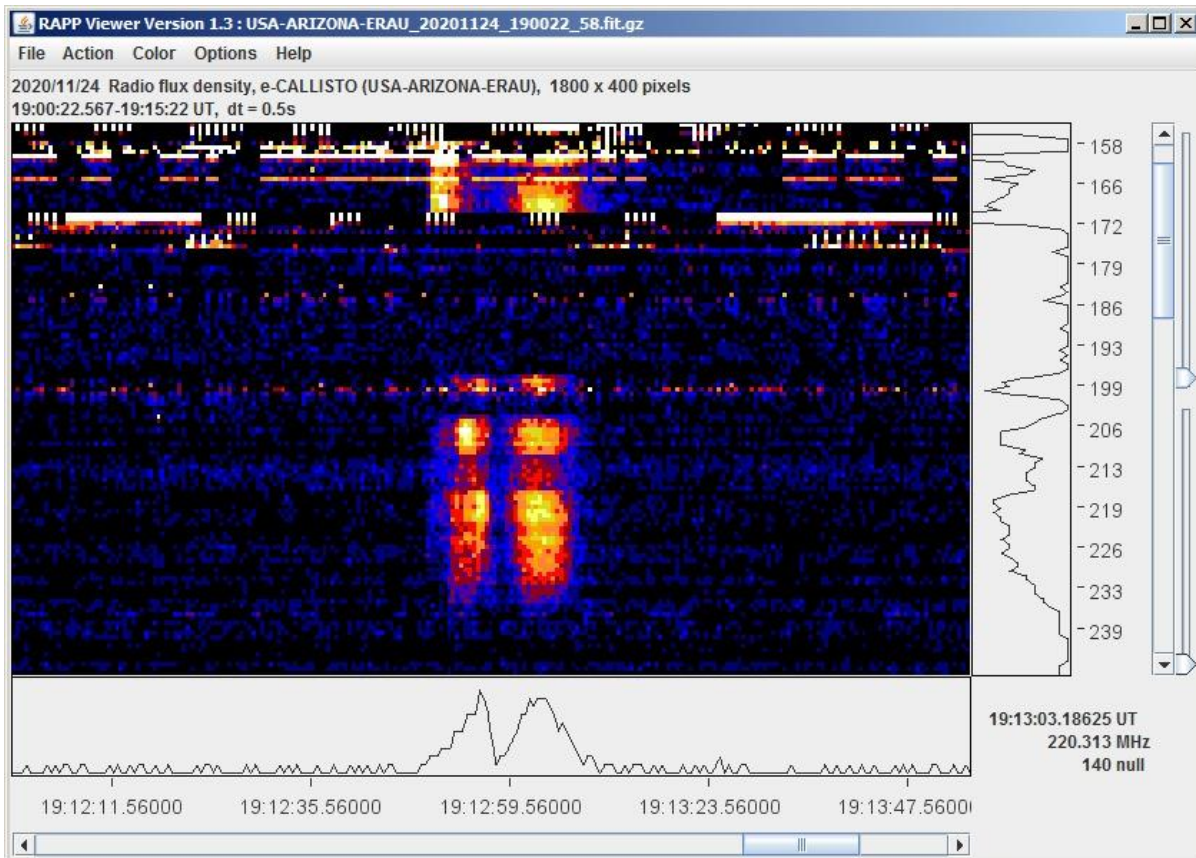 RAPP Viewer Version 1.3 : USA-ARIZONA-ERAU_20201124_190022_58.fit.gz
File Action Color Options Help
2020/11/24 Radio flux density, e-CALLISTO (USA-ARIZONA-ERAU), 1800 x 400 pixels
19:00:22.567-19:15:22 UT, dt = 0.5s
158
166
172
179
186
193
199
206
213
219
226
233
239
19:13:03.18625 UT
220.313 MHz
140 null
19:12:11.56000 19:12:35.56000 19:12:59.56000 19:13:23.56000 19:13:47.5600